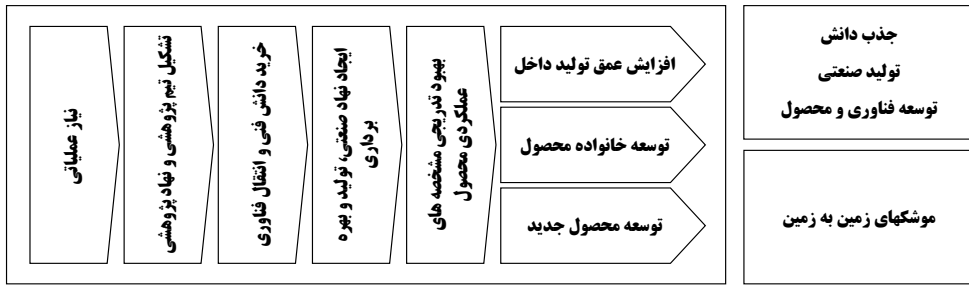 جذب دانش
تولید صنعتی
توسعه فناوری و محصول
موشکهای زمین به زمین
نیاز عملیاتی
تشکیل تیم پژوهشی و نهاد پژوهشی
خرید دانش فنی و انتقال فناوری
ایجاد نهاد صنعتی، تولید و بهره
برداری
بهبود تدریجی مشخصه های
عملکردی محصول
افزایش عمق تولید داخل
توسعه خانواده محصول
توسعه محصول جدید